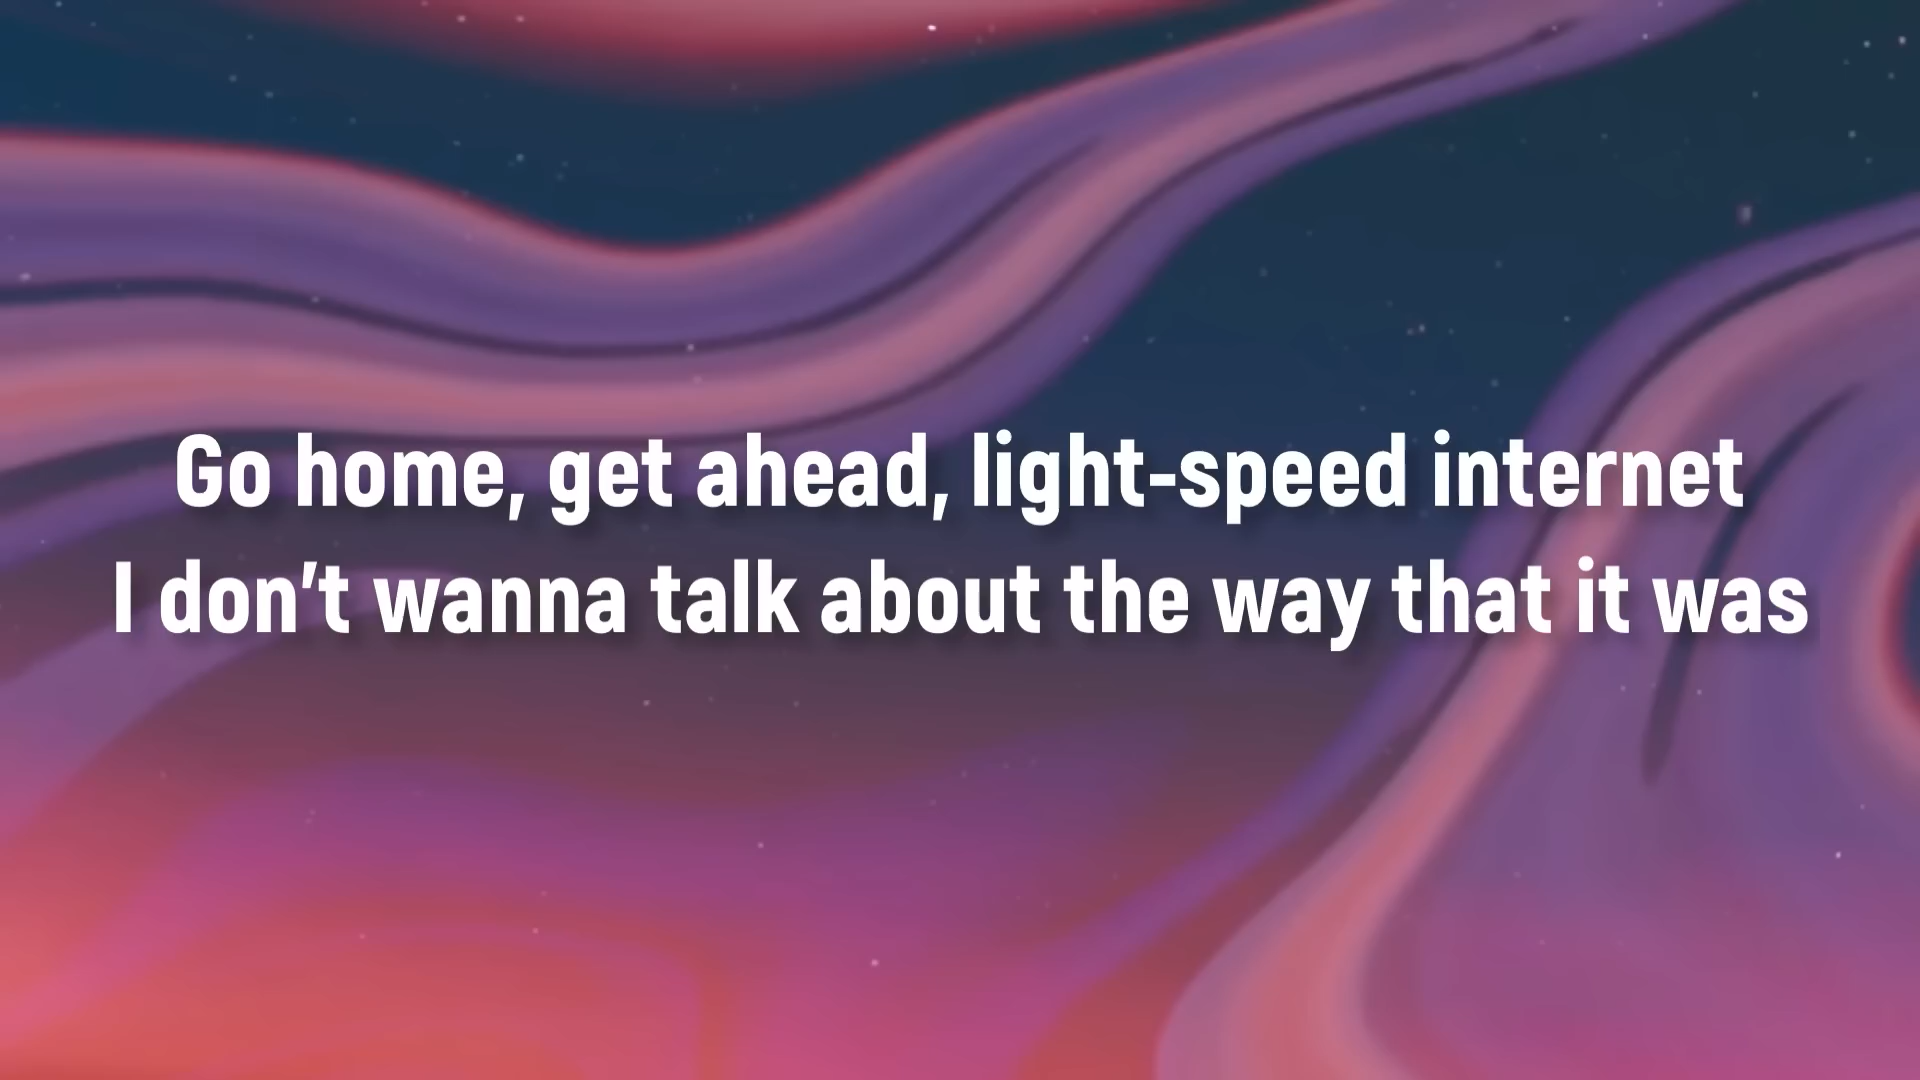 Go home, get ahead, light-speed internet
I don’t wanna talk about the way that it was